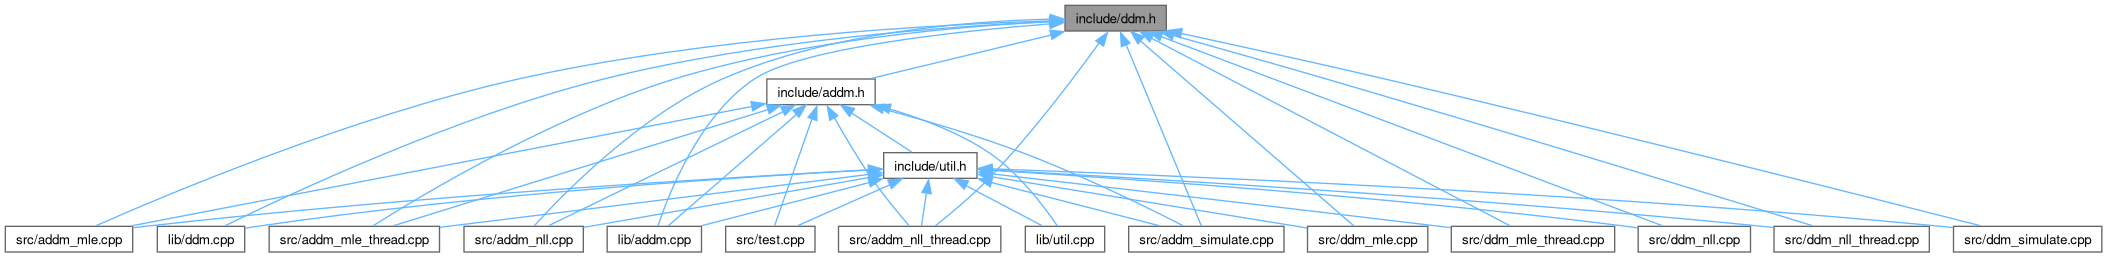 include/ddm.h
include/addm.h
include/util.h
src/addm_mle.cpp
lib/ddm.cpp
src/addm_mle_thread.cpp
src/addm_nll.cpp
lib/addm.cpp
src/test.cpp
src/addm_nll_thread.cpp
lib/util.cpp
src/addm_simulate.cpp
src/ddm_mle.cpp
src/ddm_mle_thread.cpp
src/ddm_nll.cpp
src/ddm_nll_thread.cpp
src/ddm_simulate.cpp